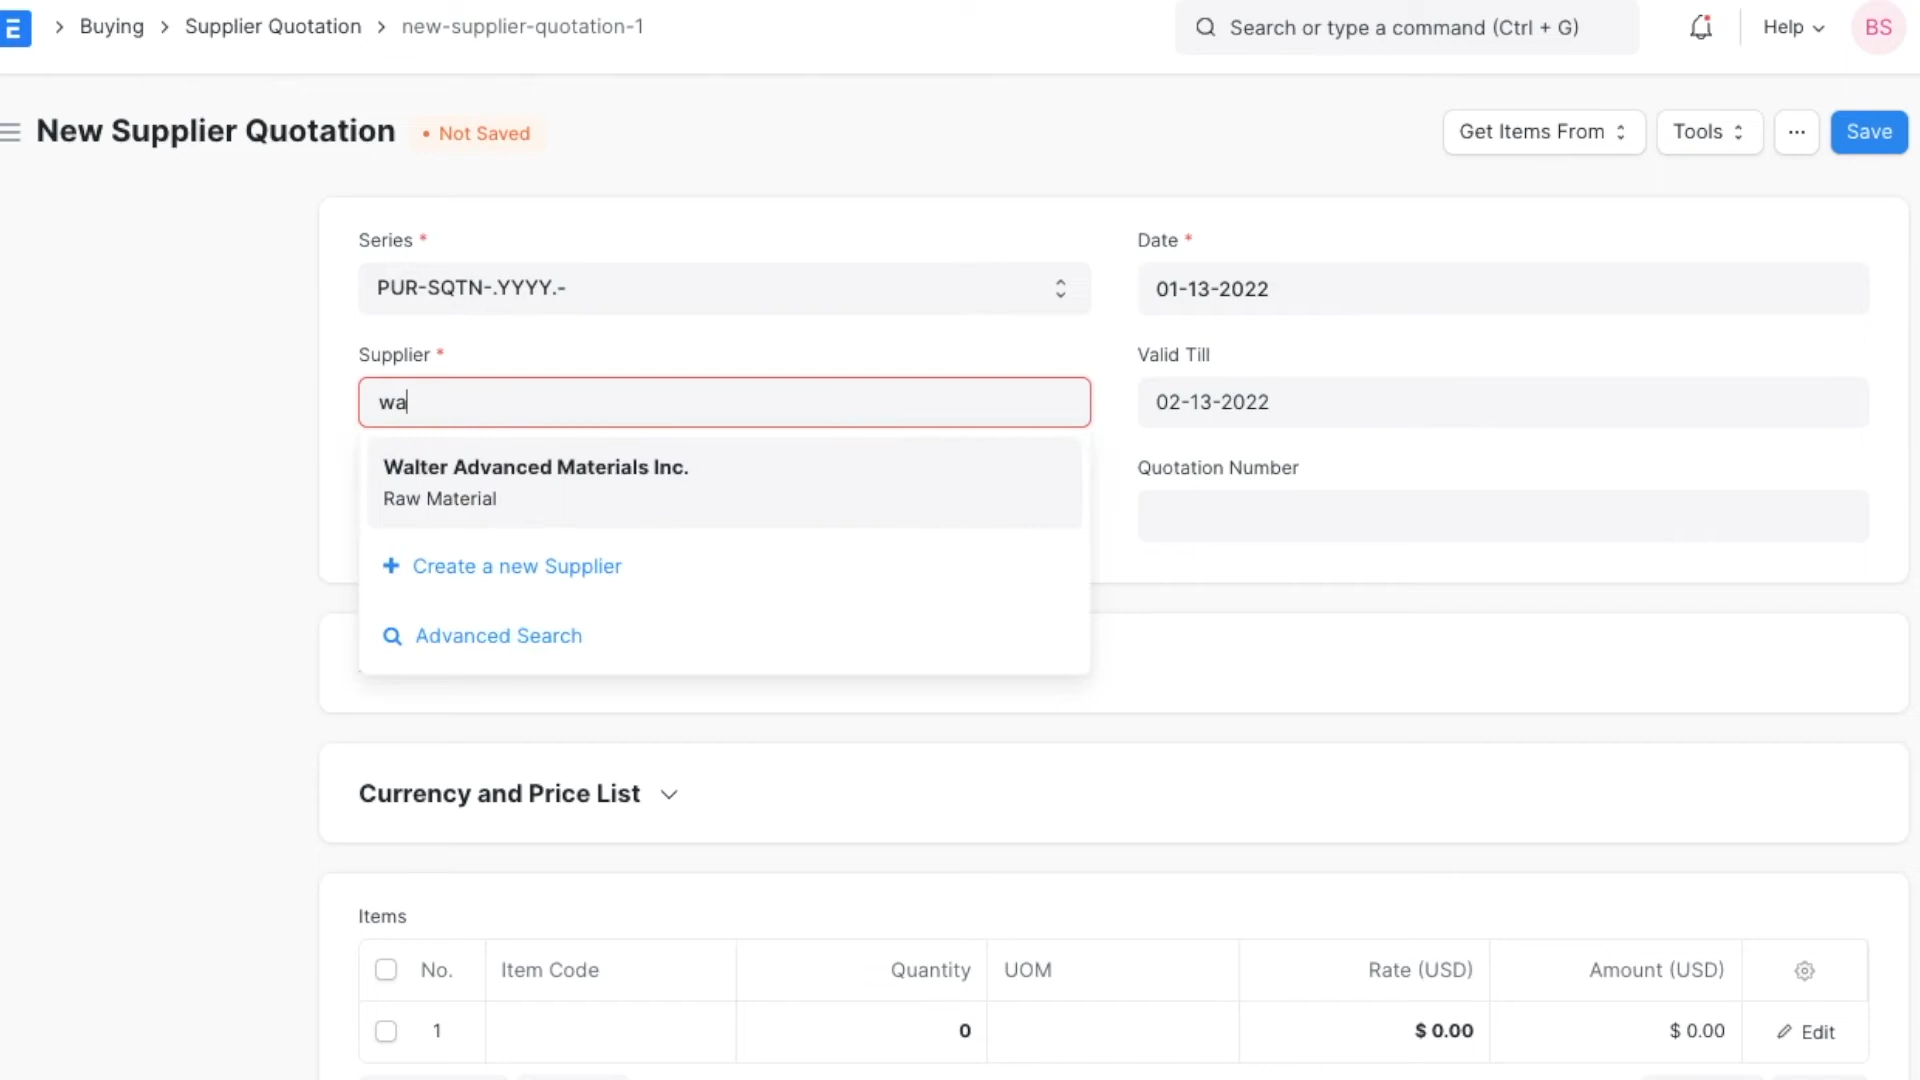 E > Buying > Supplier Quotation > new-supplier-quotation-1
Search or type a command (Ctrl + G)
Help
BS
New Supplier Quotation
• Not Saved
Get Items From
Tools
...
Save
Series *
PUR-SQTN-.YYYY.-
Date *
01-13-2022
Supplier *
wa
Valid Till
02-13-2022
Walter Advanced Materials Inc.
Raw Material
Quotation Number
+ Create a new Supplier
Advanced Search
Currency and Price List
Items
No. Item Code Quantity UOM Rate (USD) Amount (USD)
1 0 $ 0.00 $ 0.00 Edit